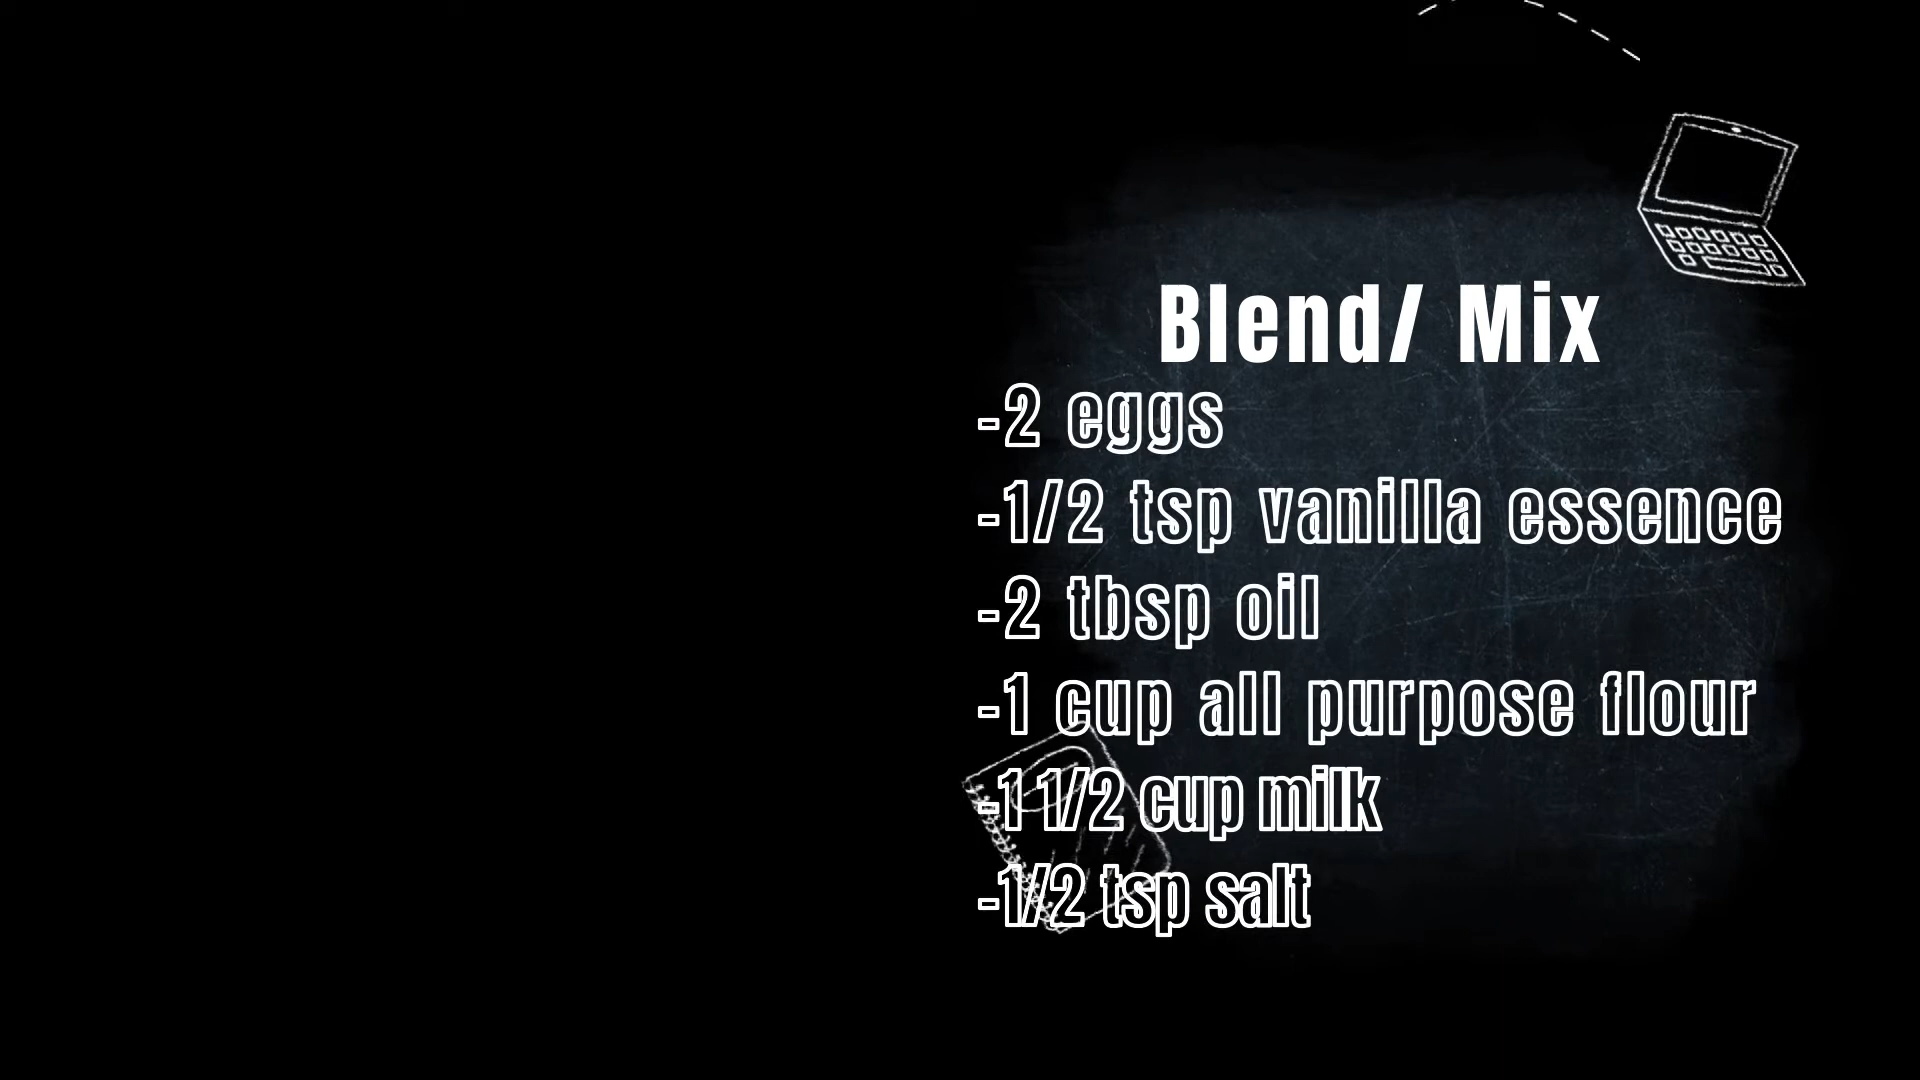 Blend/ Mix
-2 eggs
-1/2 tsp vanilla essence
-2 tbsp oil
-1 cup all purpose flour
-1 1/2 cup milk
-1/2 tsp salt